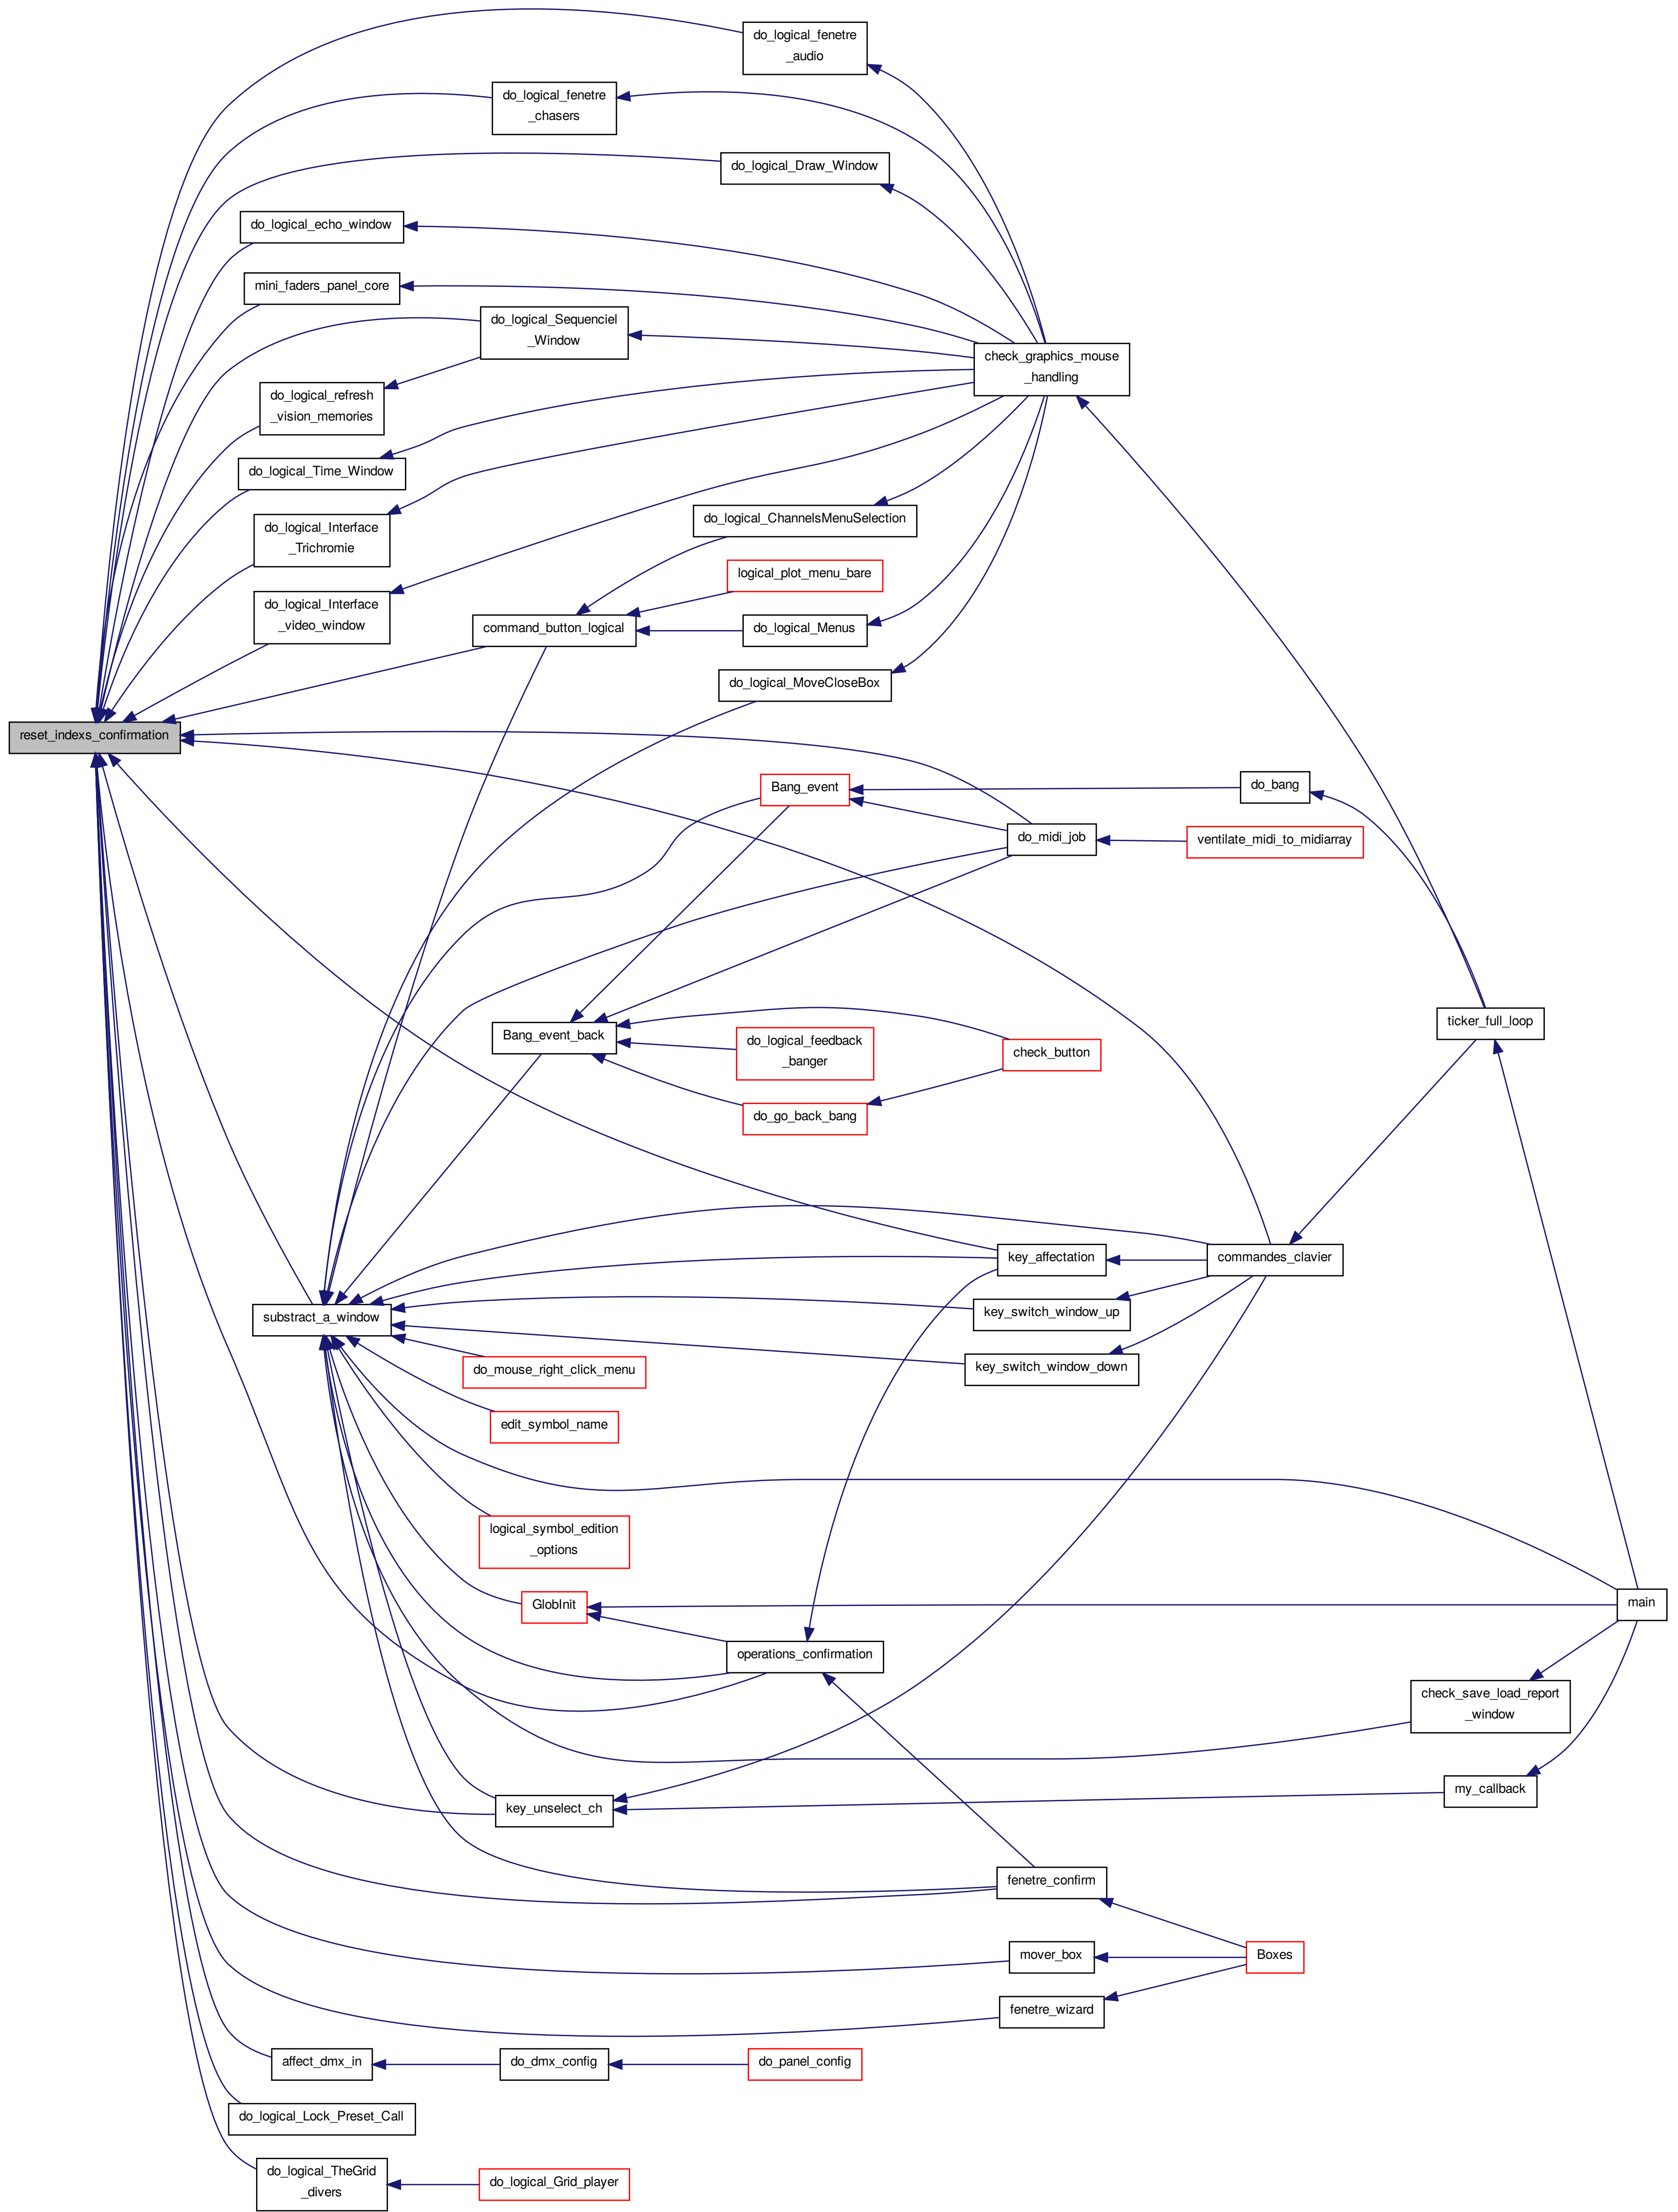 do_logical_fenetre
_audio
do_logical_fenetre
_chasers
do_logical_Draw_Window
do_logical_echo_window
mini_faders_panel_core
do_logical_Sequenciel
_Window
check_graphics_mouse
_handling
do_logical_refresh
_vision_memories
do_logical_Time_Window
do_logical_ChannelsMenuSelection
do_logical_Interface
_Trichromie
logical_plot_menu_bare
do_logical_Interface
_video_window
command_button_logical
do_logical_Menus
do_logical_MoveCloseBox
reset_indexs_confirmation
Bang_event
do_bang
do_midi_job
ventilate_midi_to_midiarray
ticker_full_loop
Bang_event_back
do_logical_feedback
_banger
check_button
do_go_back_bang
key_affectation
commandes_clavier
substract_a_window
key_switch_window_up
key_switch_window_down
do_mouse_right_click_menu
edit_symbol_name
logical_symbol_edition
_options
GlobInit
main
operations_confirmation
check_save_load_report
_window
key_unselect_ch
my_callback
fenetre_confirm
mover_box
Boxes
fenetre_wizard
affect_dmx_in
do_dmx_config
do_panel_config
do_logical_Lock_Preset_Call
do_logical_TheGrid
_divers
do_logical_Grid_player